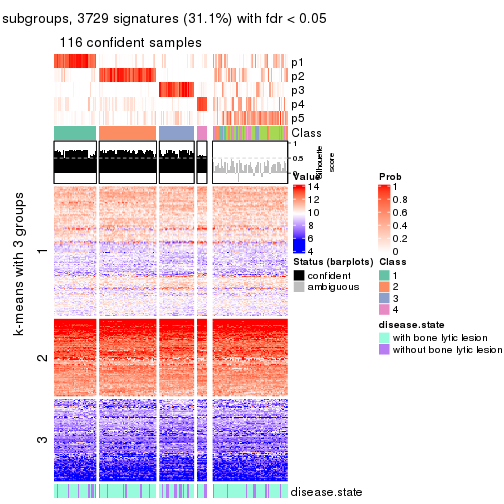 subgroups, 3729 signatures (31.1%) with fdr < 0.05
116 confident samples
p1
p2
p3
p4
p5
Class
1
0.5
0
Silhouette
score
k-means with 3 groups
1
2
3
Value
14
12
10
8
6
4
Prob
1
0.8
0.6
0.4
0.2
0
Status (barplots)
confident
ambiguous
Class
1
2
3
4
disease.state
with bone lytic lesion
without bone lytic lesion
disease.state